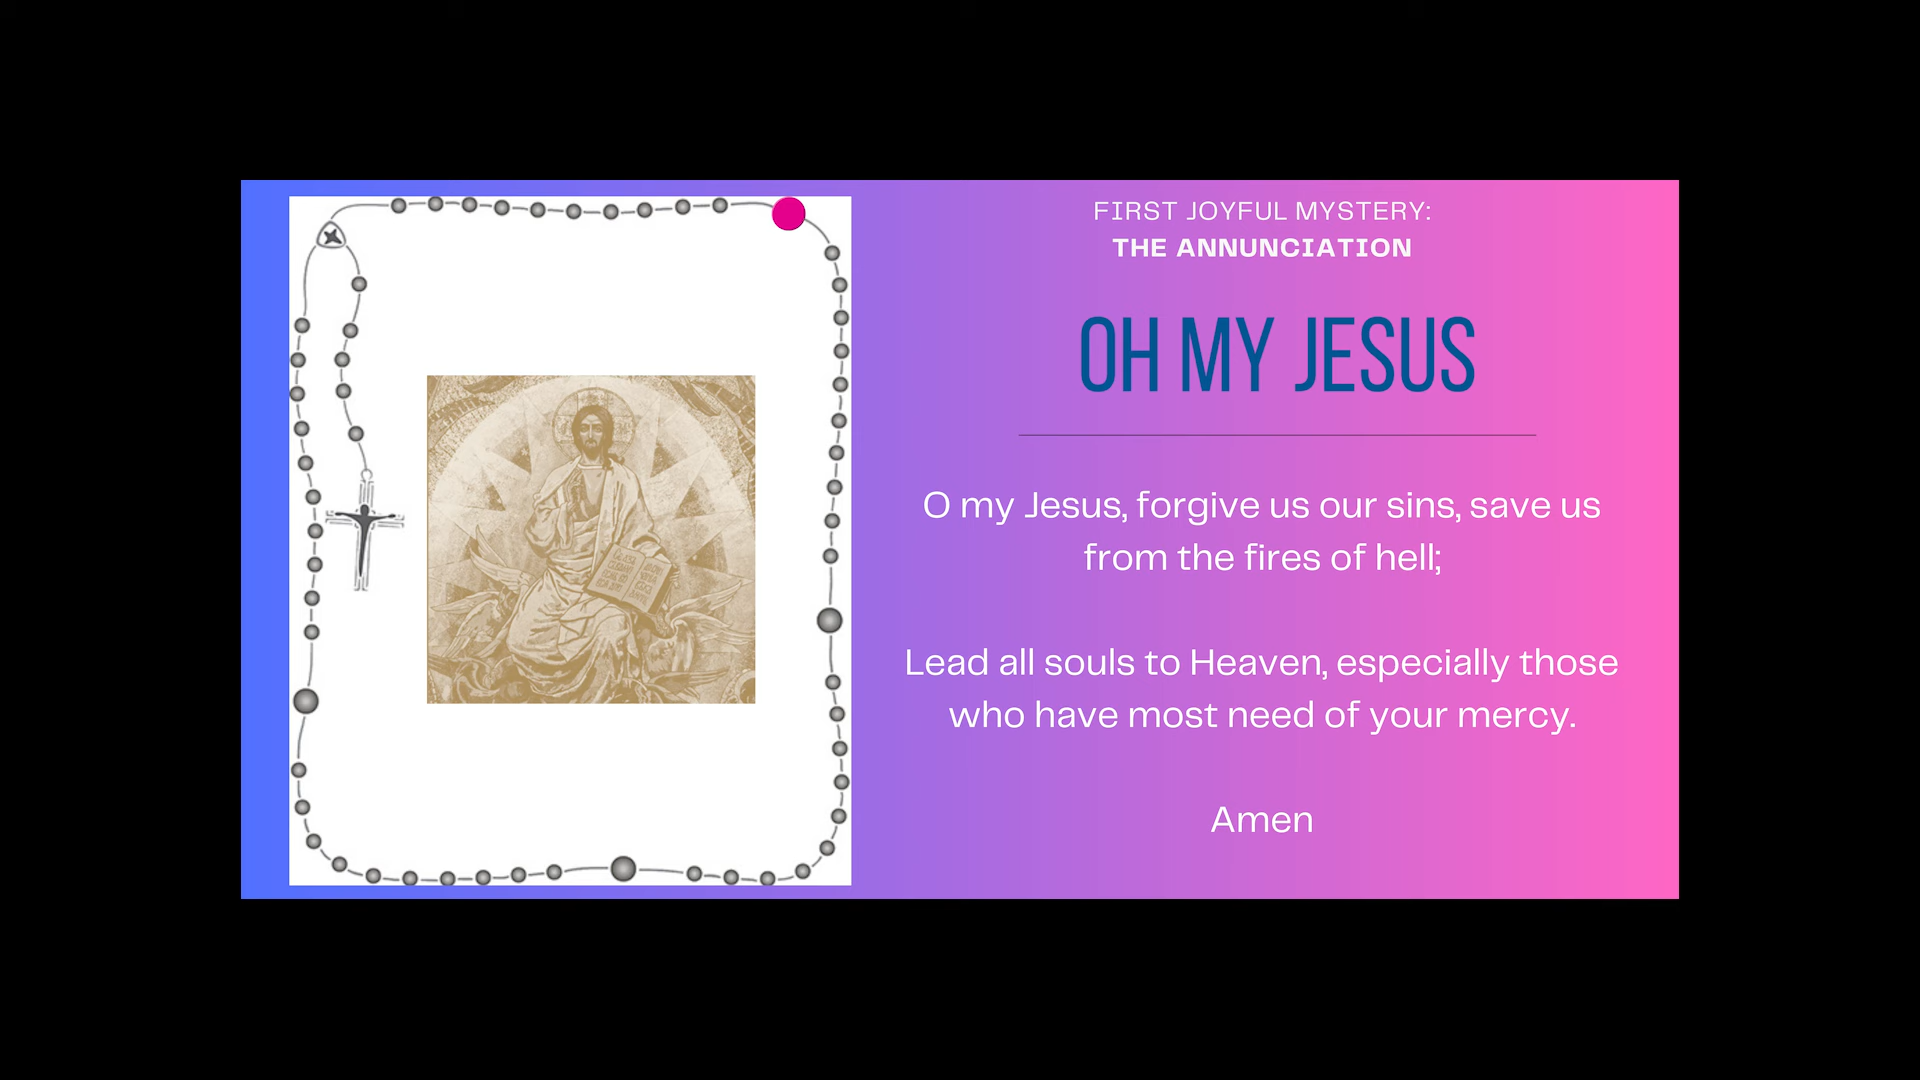 FIRST JOYFUL MYSTERY:
THE ANNUNCIATION
OH MY JESUS
O my Jesus, forgive us our sins, save us
from the fires of hell;
Lead all souls to Heaven, especially those
who have most need of your mercy.
Amen